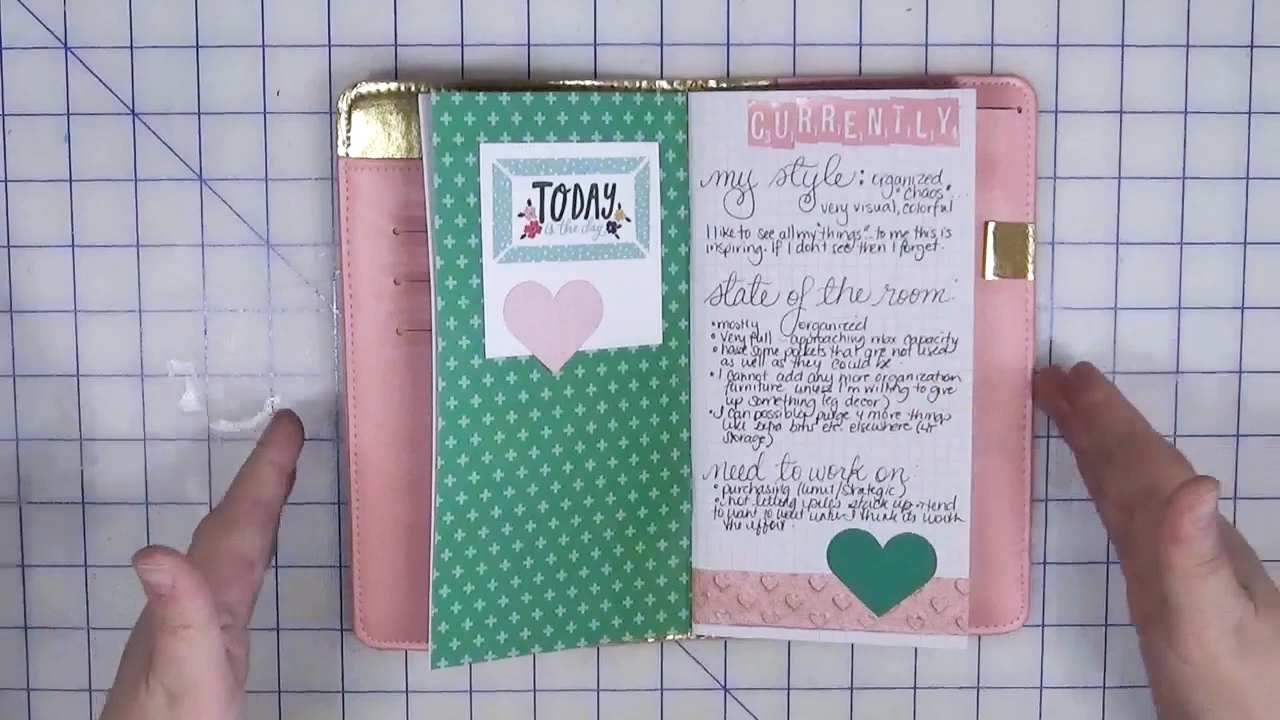 TODAY
is the day
CURRENTLY
my style: organized
"chaos"
very visual, colorful
I like to see all my "things" to me this is
inspiring. If I don't see then I forget.
state of the room:
• mostly organized
• very full - approaching max capacity
• have some pockets that are not used
as well as they could be
• I cannot add any more organization
furniture unless I'm willing to give
up something (eg decor)
• I can possibly purge more things
like bins etc elsewhere (
storage)
need to work on:
• purchasing (limit/strategic)
• not letting stack up - tend
to want to wait until I think its worth
the effort.